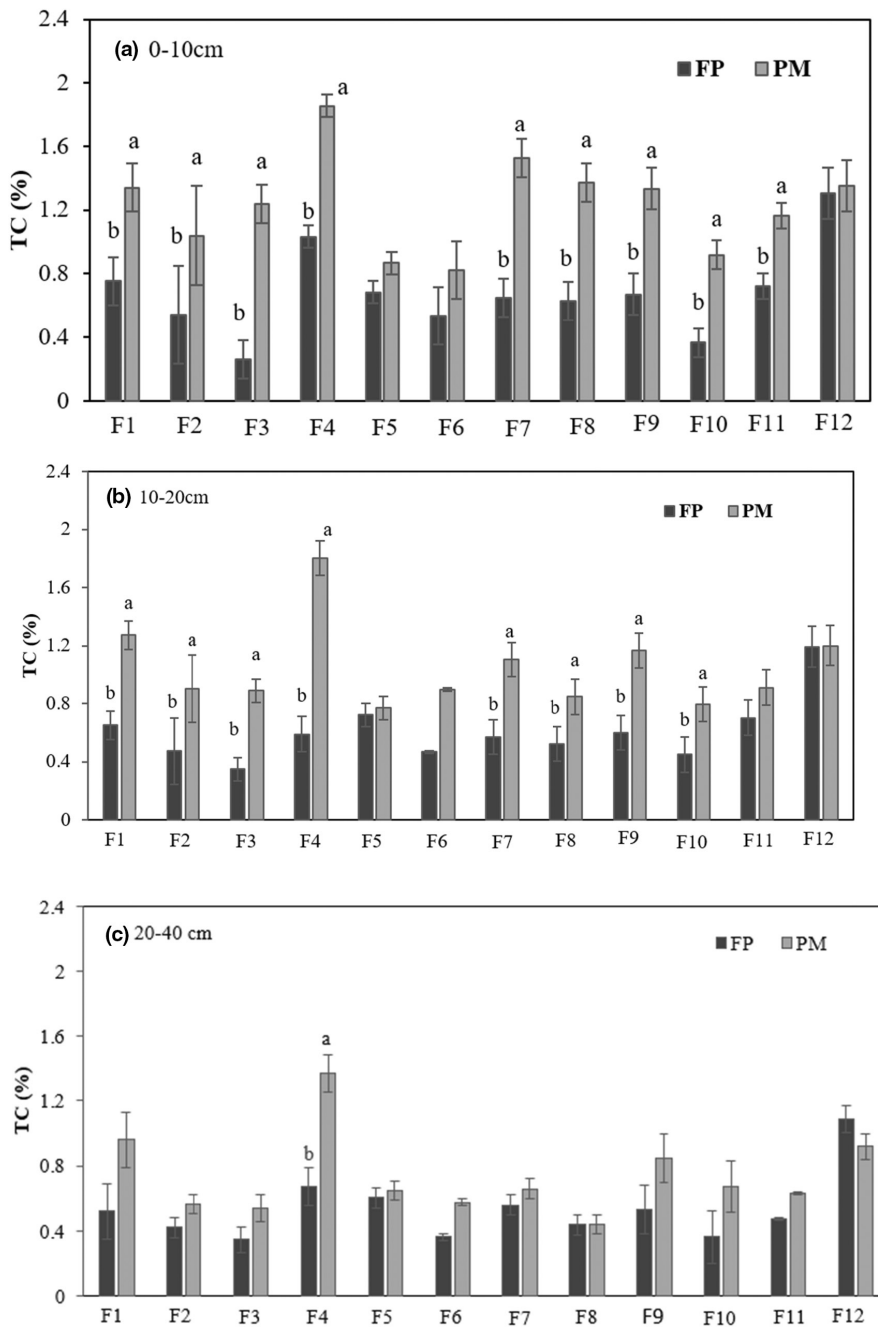 2.4
(a) 0-10cm
FP PM
2
1.6
1.2
0.8
0.4
0
TC (%)
b a b a b a b a b a b a b a b a b a
F1 F2 F3 F4 F5 F6 F7 F8 F9 F10 F11 F12
2.4
(b) 10-20cm
FP PM
2
1.6
1.2
0.8
0.4
0
TC (%)
b a b a b a b a b a b a b a b a
F1 F2 F3 F4 F5 F6 F7 F8 F9 F10 F11 F12
2.4
(c) 20-40 cm
FP PM
2
1.6
1.2
0.8
0.4
0
TC (%)
b a
F1 F2 F3 F4 F5 F6 F7 F8 F9 F10 F11 F12